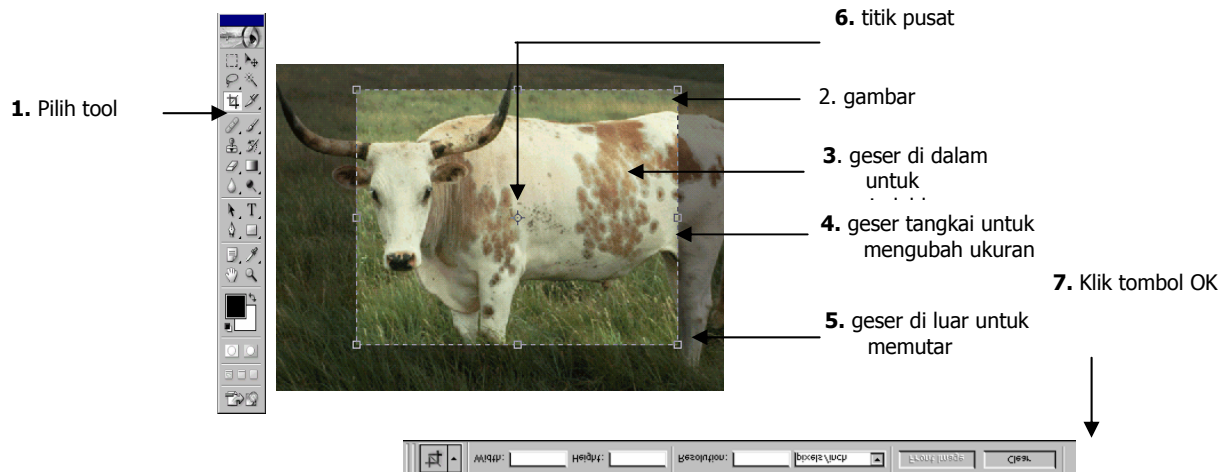 6. titik pusat
1. Pilih tool
2. gambar
3. geser di dalam
untuk
4. geser tangkai untuk
mengubah ukuran
7. Klik tombol OK
5. geser di luar untuk
memutar
Width: Height: Resolution: pixels/inch Front Image Clear